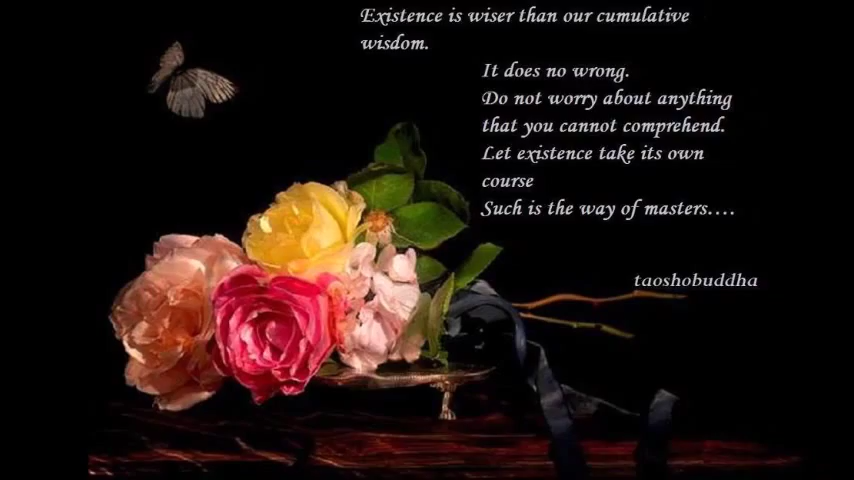 Existence is wiser than our cumulative
wisdom.
It does no wrong.
Do not worry about anything
that you cannot comprehend.
Let existence take its own
course
Such is the way of masters....
taoshobuddha